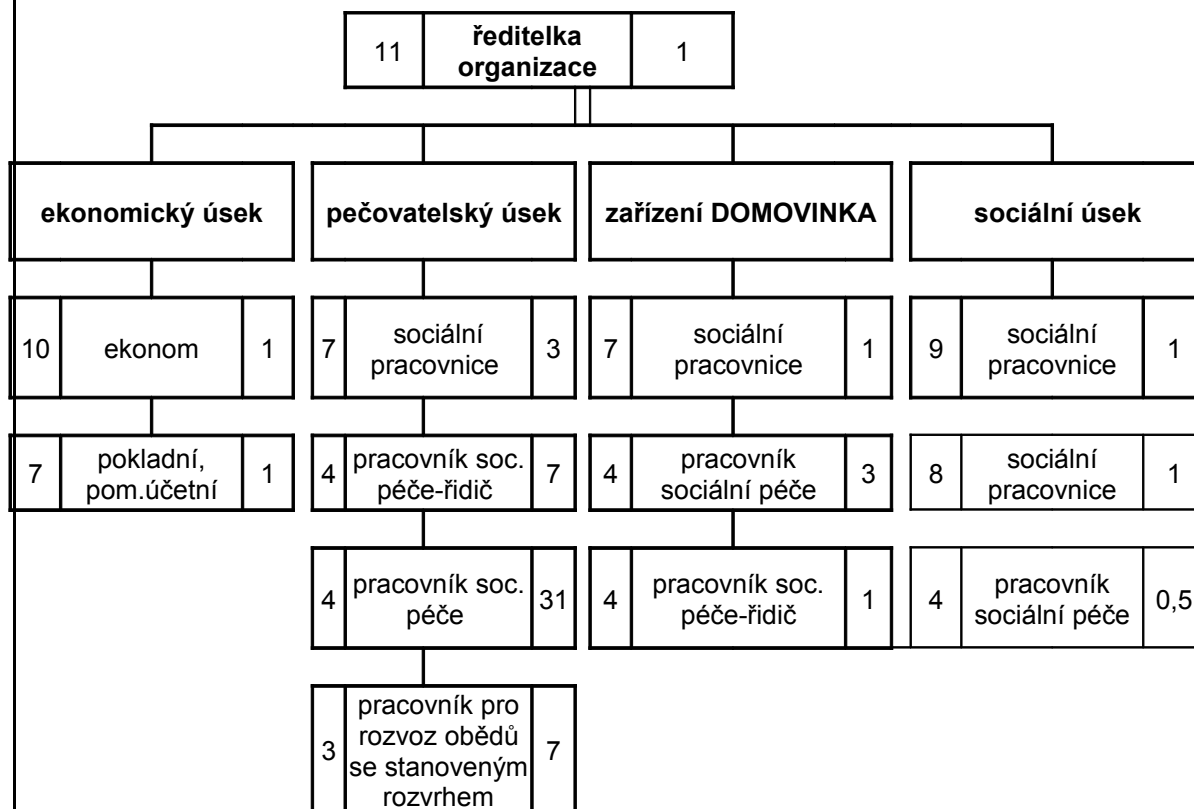 11 ředitelka organizace 1
ekonomický úsek
pečovatelský úsek
zařízení DOMOVINKA
sociální úsek
10 ekonom 1
7 sociální
pracovnice 3
7 sociální
pracovnice 1
9 sociální
pracovnice 1
7 pokladní,
pom.účetní 1
4 pracovník soc.
péče-řidič 7
4 pracovník
sociální péče 3
8 sociální
pracovnice 1
4 pracovník soc.
péče 31
4 pracovník soc.
péče-řidič 1
4 pracovník
sociální péče 0,5
3 pracovník pro
rozvoz obědů
se stanoveným
rozvrhem 7